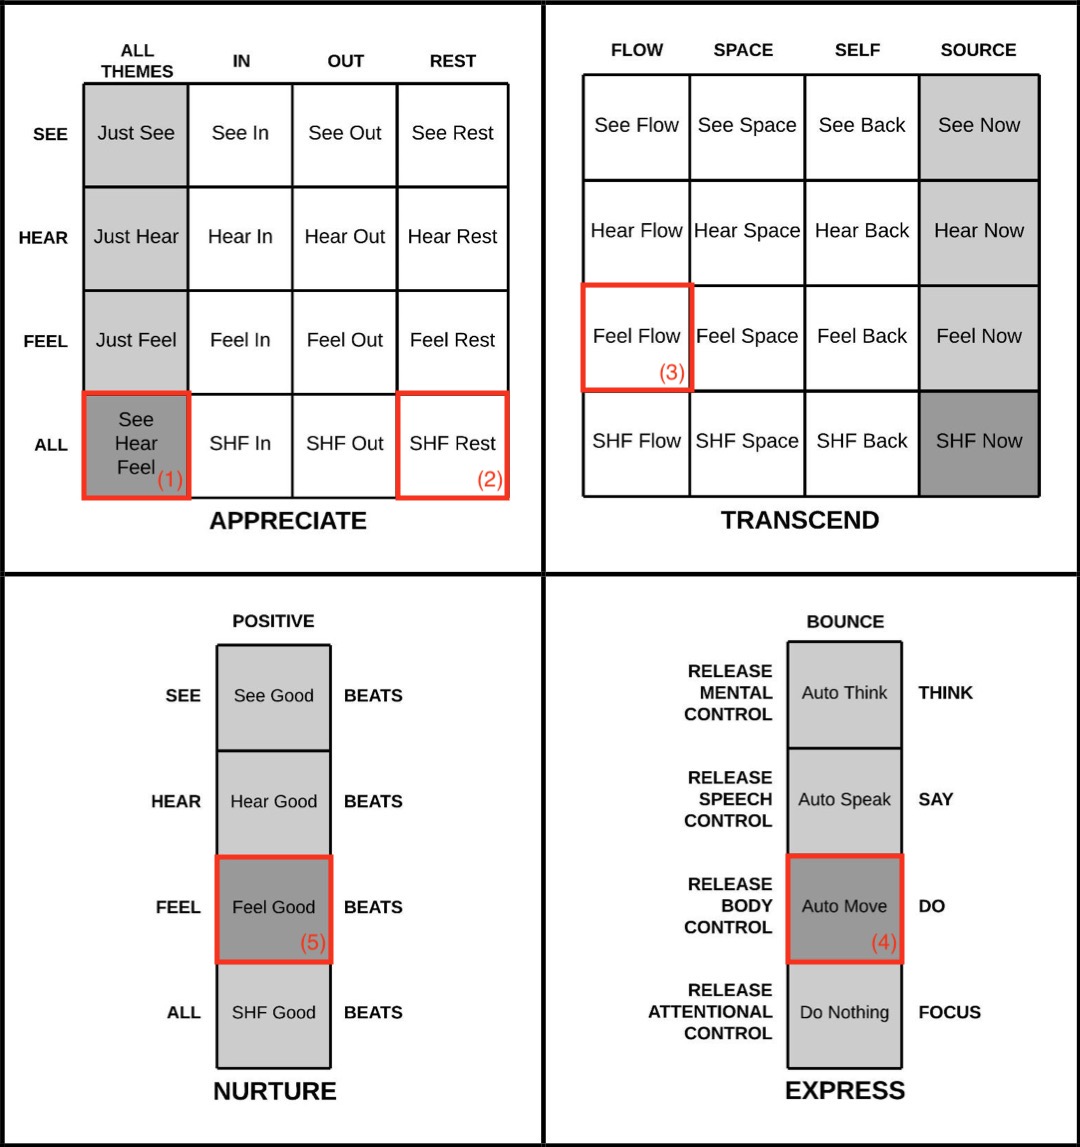 ALL
THEMES
IN
OUT
REST
SEE
Just See
See In
See Out
See Rest
HEAR
Just Hear
Hear In
Hear Out
Hear Rest
FEEL
Just Feel
Feel In
Feel Out
Feel Rest
ALL
See
Hear
Feel
(1)
SHF In
SHF Out
SHF Rest
(2)
APPRECIATE
FLOW
SPACE
SELF
SOURCE
See Flow
See Space
See Back
See Now
Hear Flow
Hear Space
Hear Back
Hear Now
Feel Flow
(3)
Feel Space
Feel Back
Feel Now
SHF Flow
SHF Space
SHF Back
SHF Now
TRANSCEND
POSITIVE
SEE
See Good
BEATS
HEAR
Hear Good
BEATS
FEEL
Feel Good
(5)
BEATS
ALL
SHF Good
BEATS
NURTURE
BOUNCE
RELEASE
MENTAL
CONTROL
Auto Think
THINK
RELEASE
SPEECH
CONTROL
Auto Speak
SAY
RELEASE
BODY
CONTROL
Auto Move
(4)
DO
RELEASE
ATTENTIONAL
CONTROL
Do Nothing
FOCUS
EXPRESS